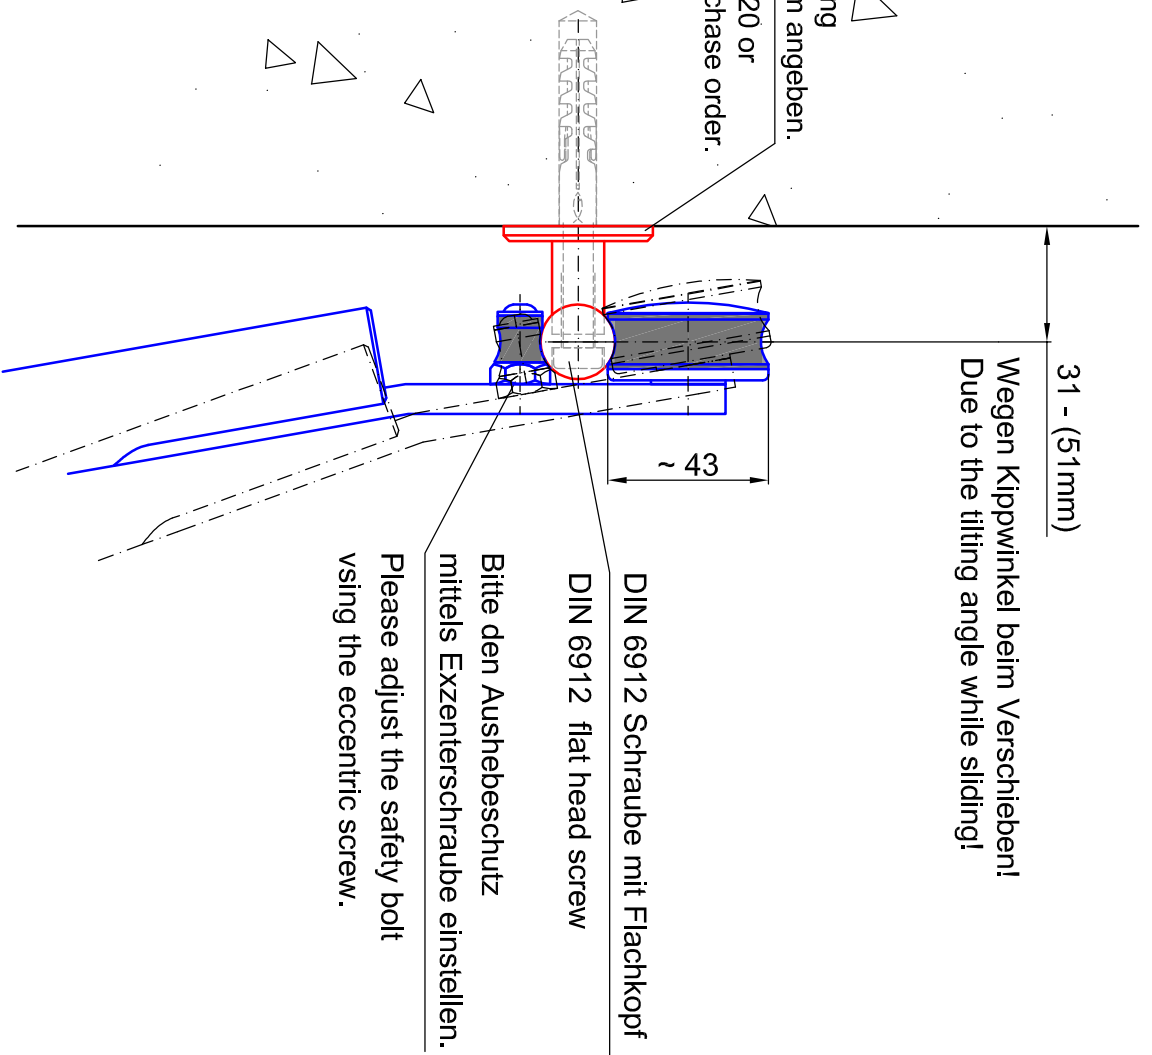 31 - (51mm)
Wegen Kippwinkel beim Verschieben!
Due to the tilting angle while sliding!
ng
m angeben.
20 or
chase order.
~ 43
DIN 6912 Schraube mit Flachkopf
DIN 6912 flat head screw
Bitte den Aushebeschutz
mittels Exzenterschraube einstellen.
Please adjust the safety bolt
vsing the eccentric screw.